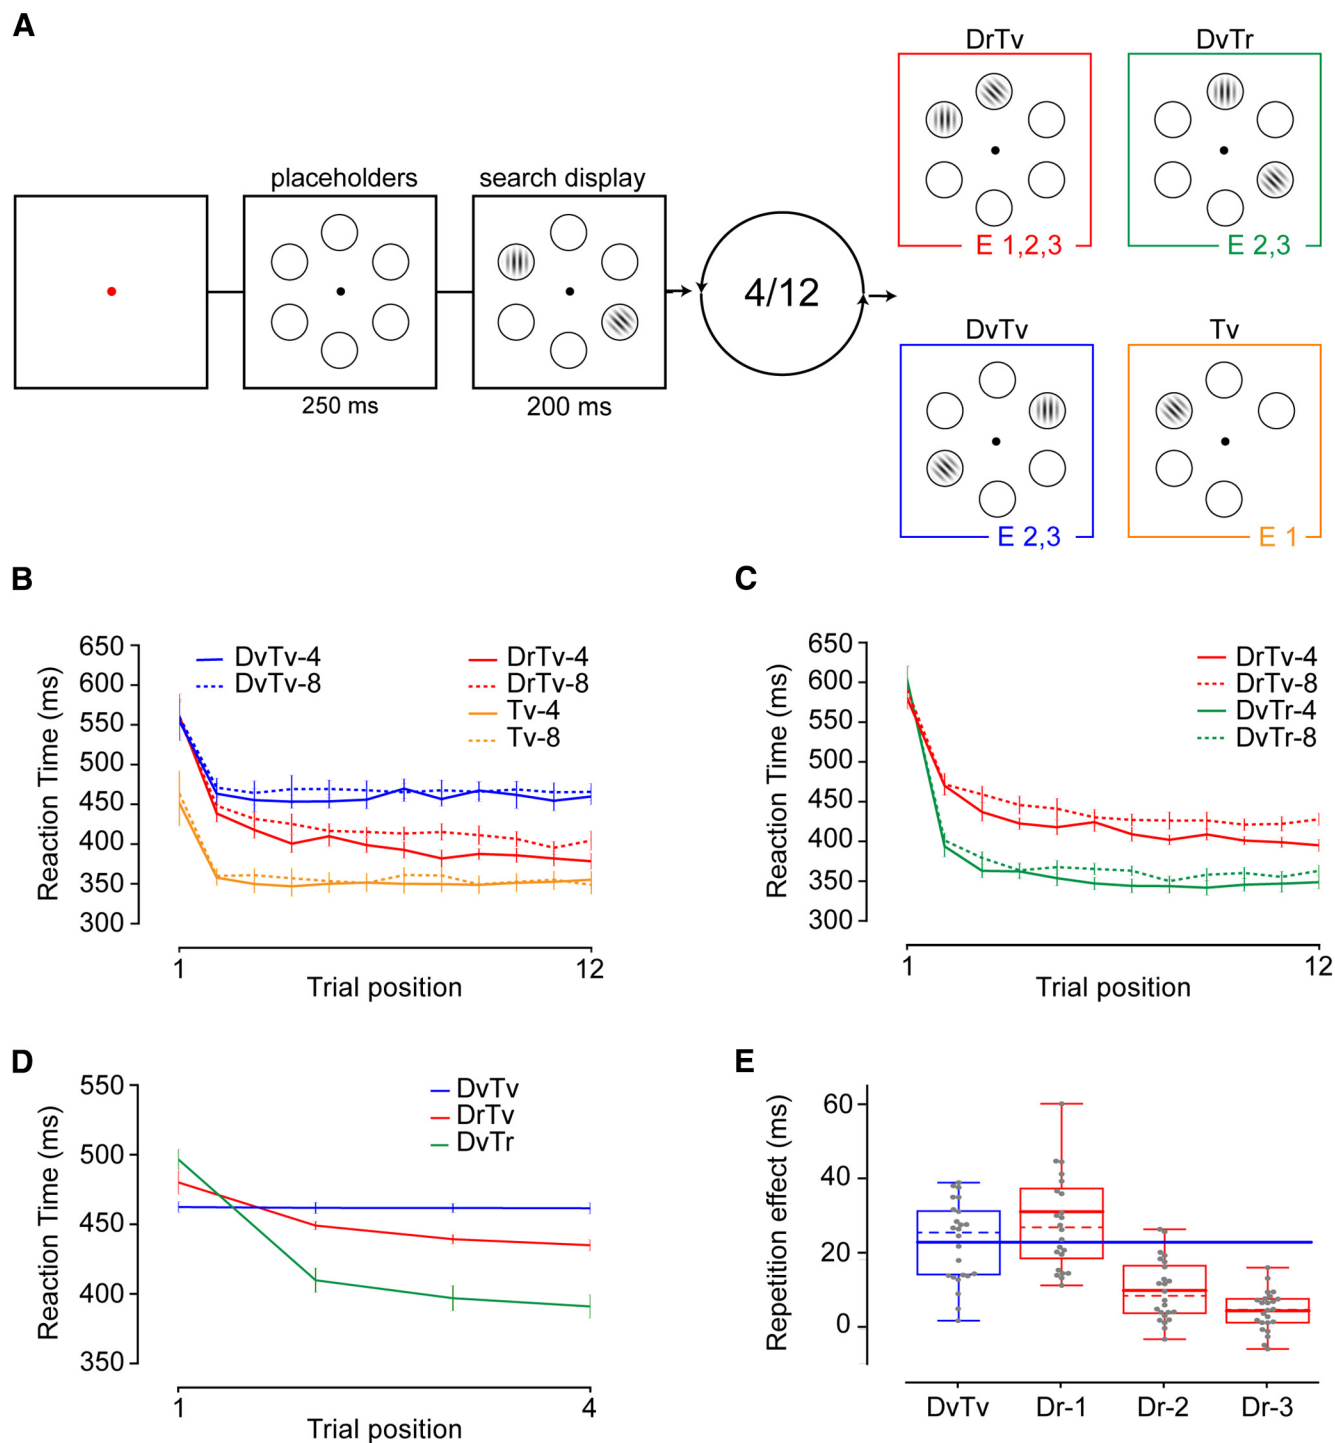 A
DrTv
DvTr
placeholders
search display
E 1,2,3
E 2,3
4/12
250 ms
200 ms
DvTv
Tv
E 2,3
E 1
B
650
600
550
500
450
400
350
300
Reaction Time (ms)
DvTv-4
DvTv-8
DrTv-4
DrTv-8
Tv-4
Tv-8
1
12
Trial position
C
650
600
550
500
450
400
350
300
Reaction Time (ms)
DrTv-4
DrTv-8
DvTr-4
DvTr-8
1
12
Trial position
D
550
500
450
400
350
Reaction Time (ms)
DvTv
DrTv
DvTr
1
4
Trial position
E
60
40
20
0
Repetition effect (ms)
DvTv
Dr-1
Dr-2
Dr-3